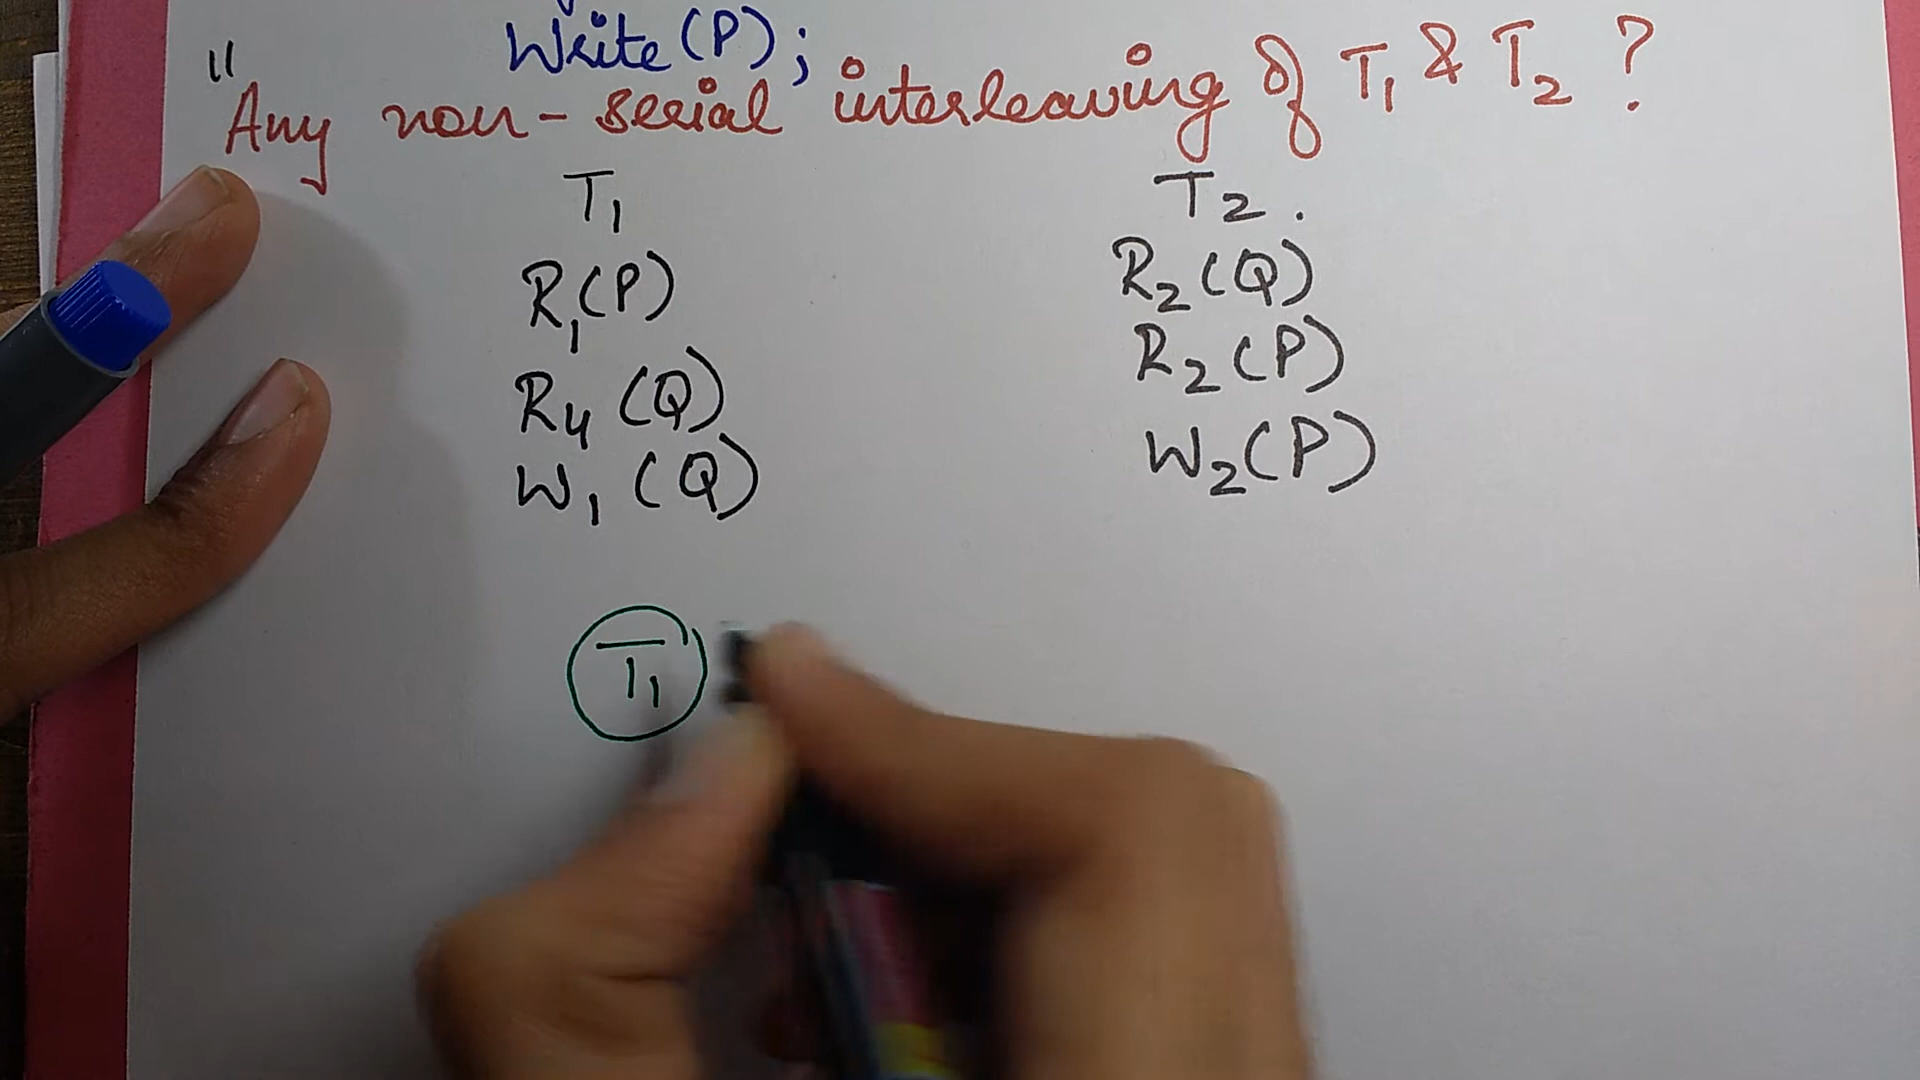 Write (P);
"Any non-serial interleaving of T1 & T2 ?
T1 T2.
R1(P) R2(Q)
R4(Q) R2(P)
W1(Q) W2(P)
T1